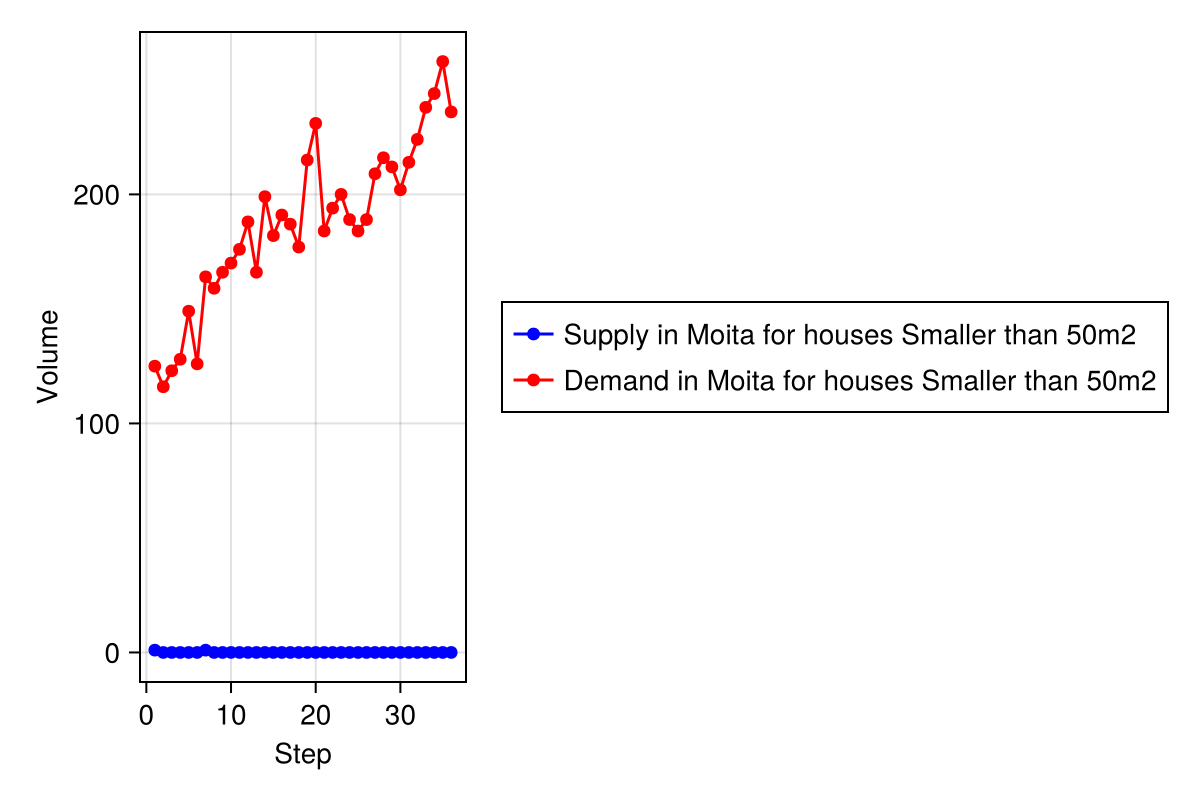 Volume
200
100
0
0 10 20 30
Step
Supply in Moita for houses Smaller than 50m2
Demand in Moita for houses Smaller than 50m2